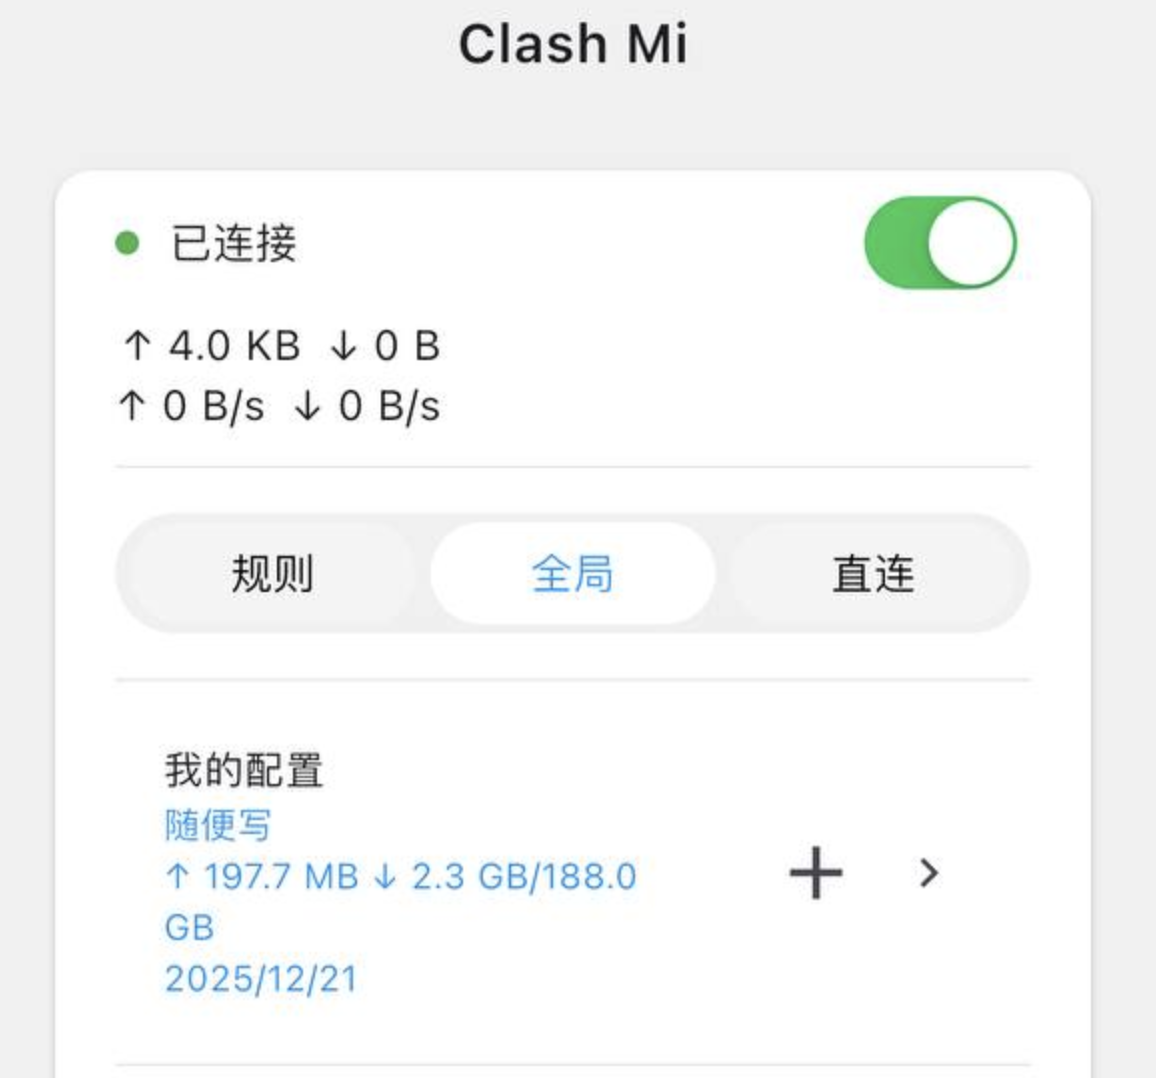 Clash Mi
已连接
↑ 4.0 KB ↓ 0 B
↑ 0 B/s ↓ 0 B/s
规则 全局 直连
我的配置
随便写
↑ 197.7 MB ↓ 2.3 GB/188.0
GB
2025/12/21